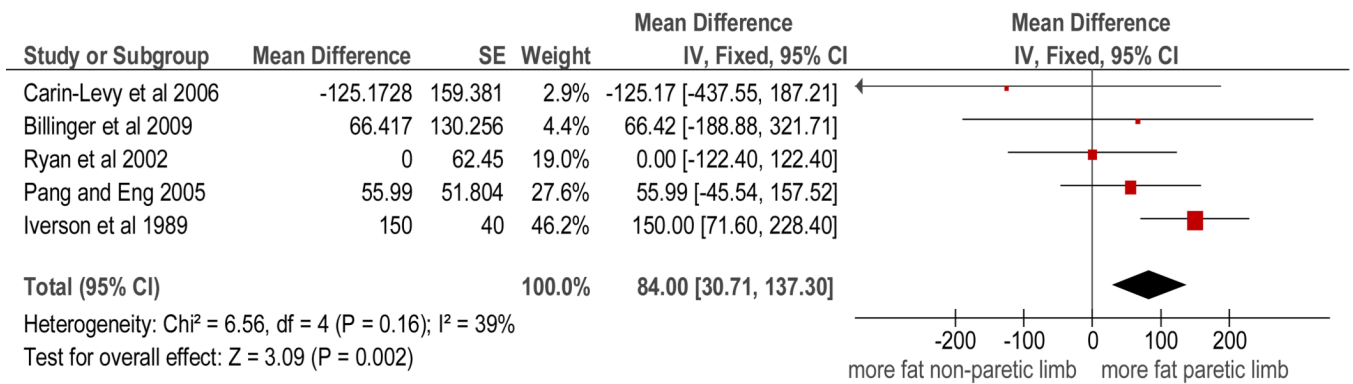 Mean Difference Mean Difference
Study or Subgroup Mean Difference SE Weight IV, Fixed, 95% CI IV, Fixed, 95% CI
Carin-Levy et al 2006 -125.1728 159.381 2.9% -125.17 [-437.55, 187.21]
Billinger et al 2009 66.417 130.256 4.4% 66.42 [-188.88, 321.71]
Ryan et al 2002 0 62.45 19.0% 0.00 [-122.40, 122.40]
Pang and Eng 2005 55.99 51.804 27.6% 55.99 [-45.54, 157.52]
Iverson et al 1989 150 40 46.2% 150.00 [71.60, 228.40]
Total (95% CI) 100.0% 84.00 [30.71, 137.30]
Heterogeneity: Chi² = 6.56, df = 4 (P = 0.16); I² = 39%
Test for overall effect: Z = 3.09 (P = 0.002)
-200 -100 0 100 200
more fat non-paretic limb more fat paretic limb